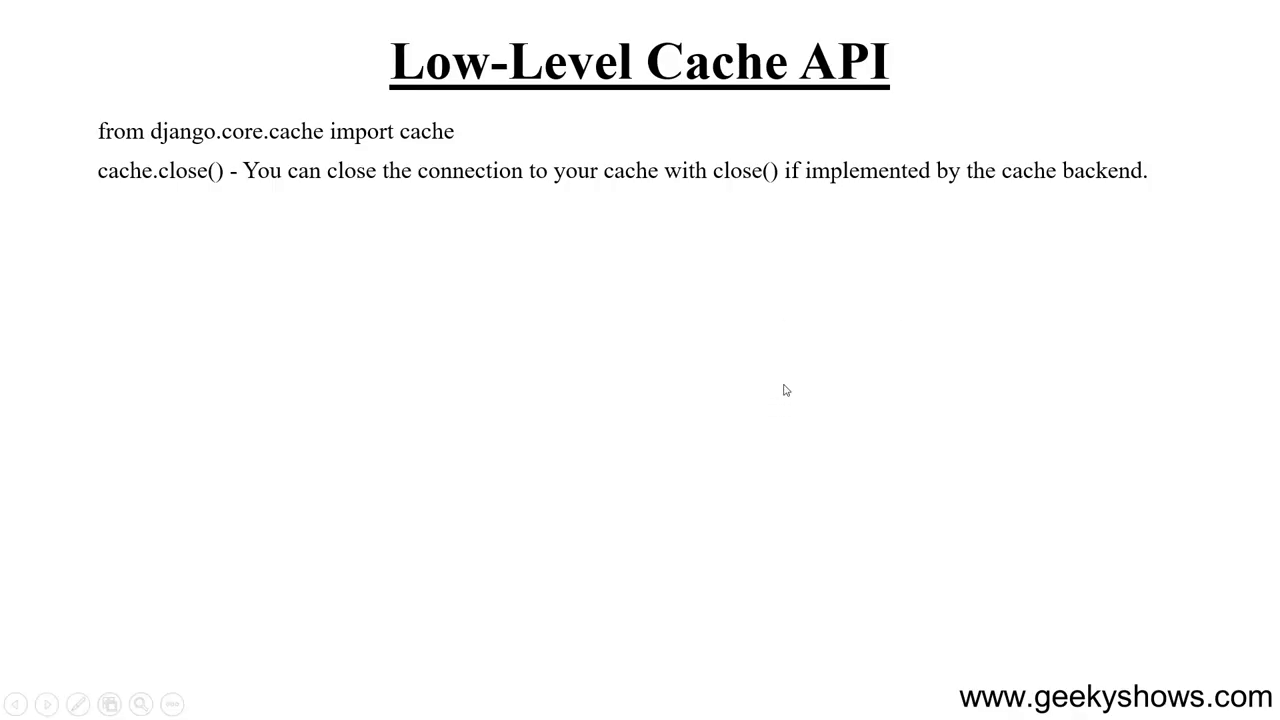 Low-Level Cache API
from django.core.cache import cache
cache.close() - You can close the connection to your cache with close() if implemented by the cache backend.
www.geekyshows.com